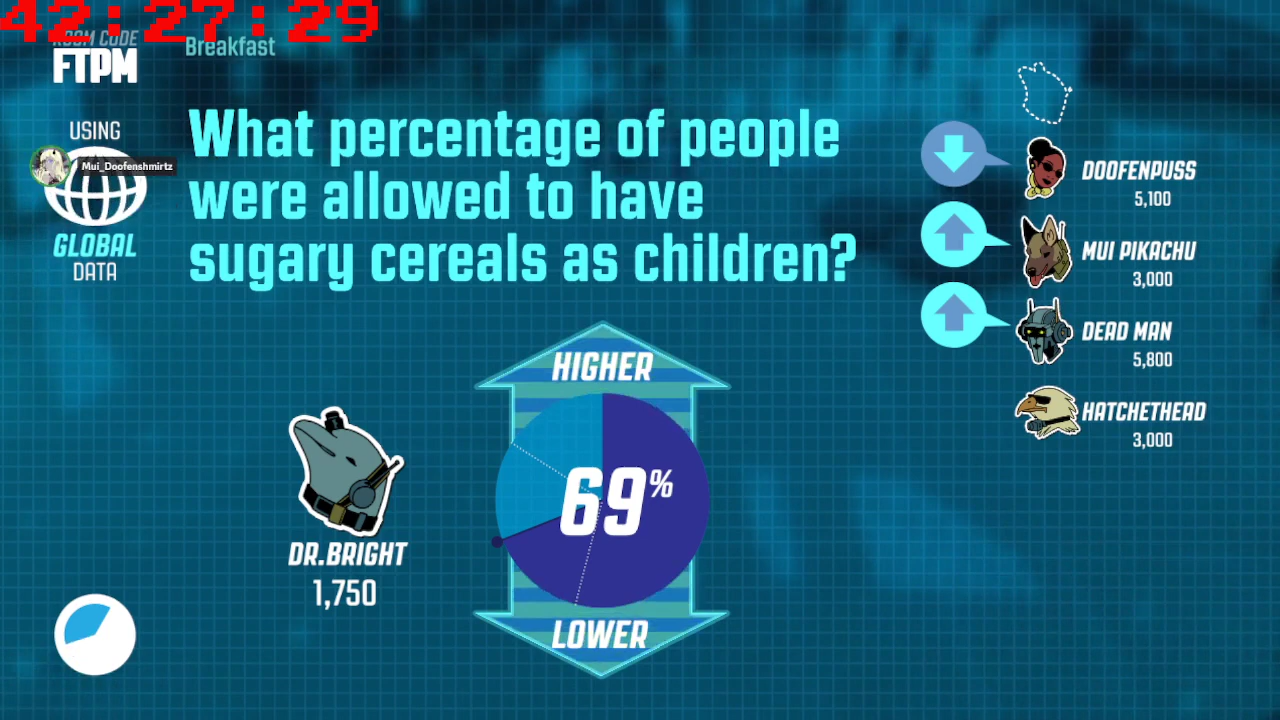 42:27:29
ROOM CODE
FTPM
Breakfast
What percentage of people
were allowed to have
sugary cereals as children?
USING
Mui_Doofenshmirtz
GLOBAL
DATA
DOOFENPUSS
5,100
MUI PIKACHU
3,000
DEAD MAN
5,800
HATCHETHEAD
3,000
HIGHER
69%
LOWER
DR.BRIGHT
1,750